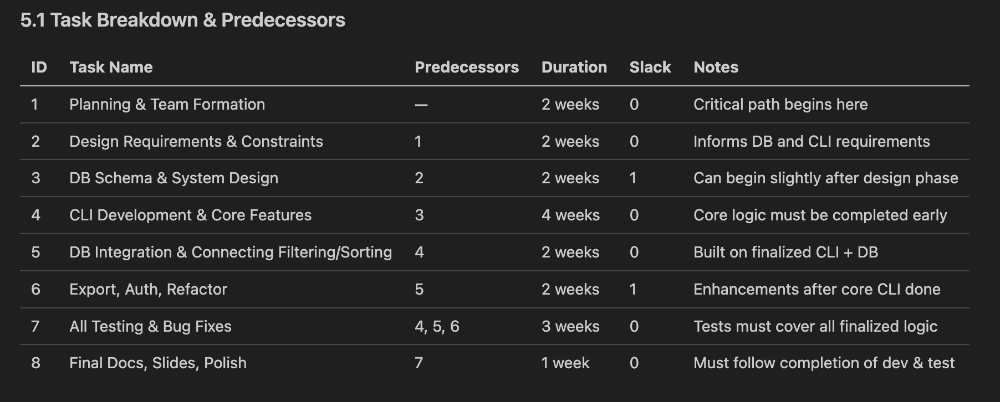 5.1 Task Breakdown & Predecessors
ID Task Name Predecessors Duration Slack Notes
1 Planning & Team Formation — 2 weeks 0 Critical path begins here
2 Design Requirements & Constraints 1 2 weeks 0 Informs DB and CLI requirements
3 DB Schema & System Design 2 2 weeks 1 Can begin slightly after design phase
4 CLI Development & Core Features 3 4 weeks 0 Core logic must be completed early
5 DB Integration & Connecting Filtering/Sorting 4 2 weeks 0 Built on finalized CLI + DB
6 Export, Auth, Refactor 5 2 weeks 1 Enhancements after core CLI done
7 All Testing & Bug Fixes 4, 5, 6 3 weeks 0 Tests must cover all finalized logic
8 Final Docs, Slides, Polish 7 1 week 0 Must follow completion of dev & test